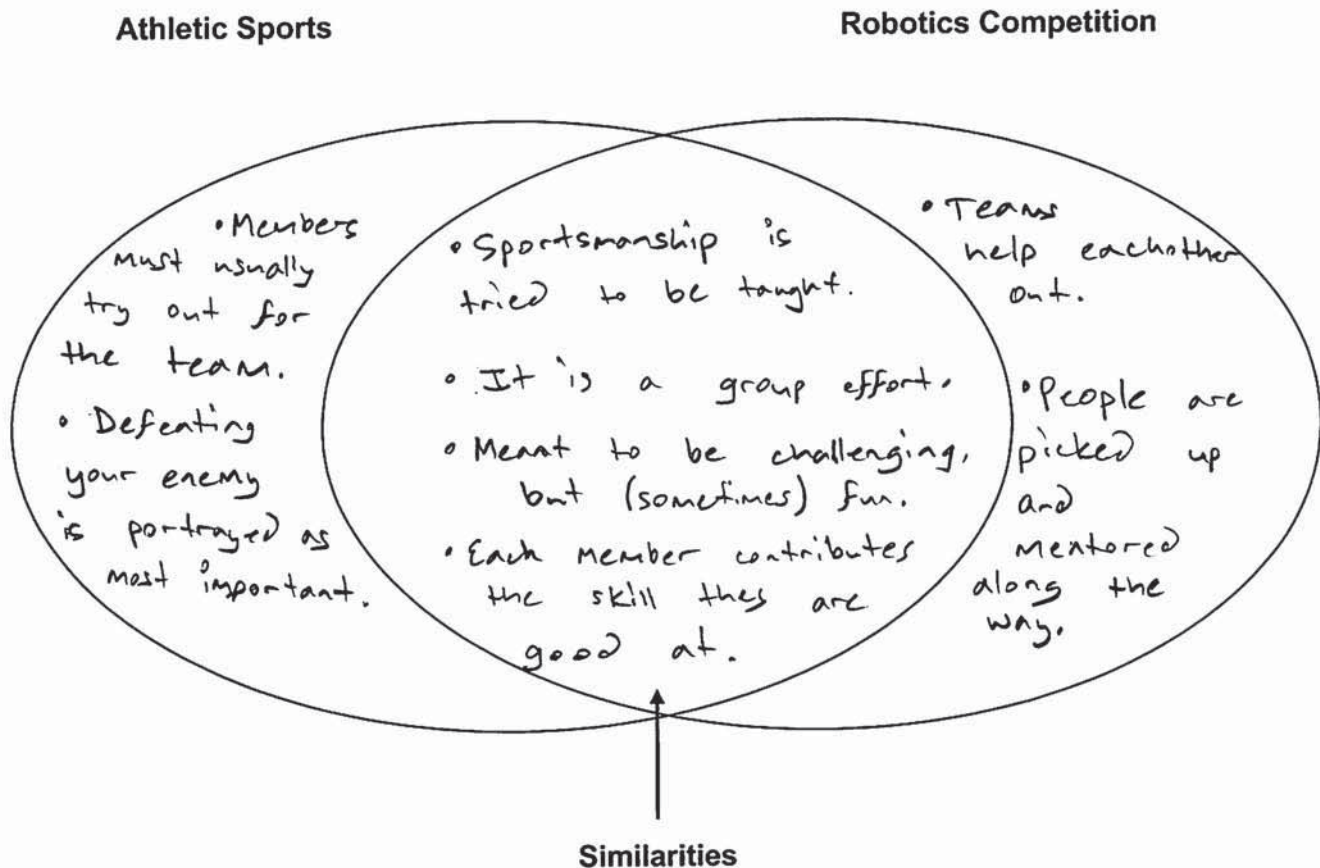 Athletic Sports
Robotics Competition
• Members
must usually
try out for
the team.
• Defeating
your enemy
is portrayed as
most important.
• Sportsmanship is
tried to be taught.
• It is a group effort.
• Meant to be challenging,
but (sometimes) fun.
• Each member contributes
the skill they are
good at.
• Teams
help eachother
out.
• People are
picked up
and
mentored
along the
way.
Similarities